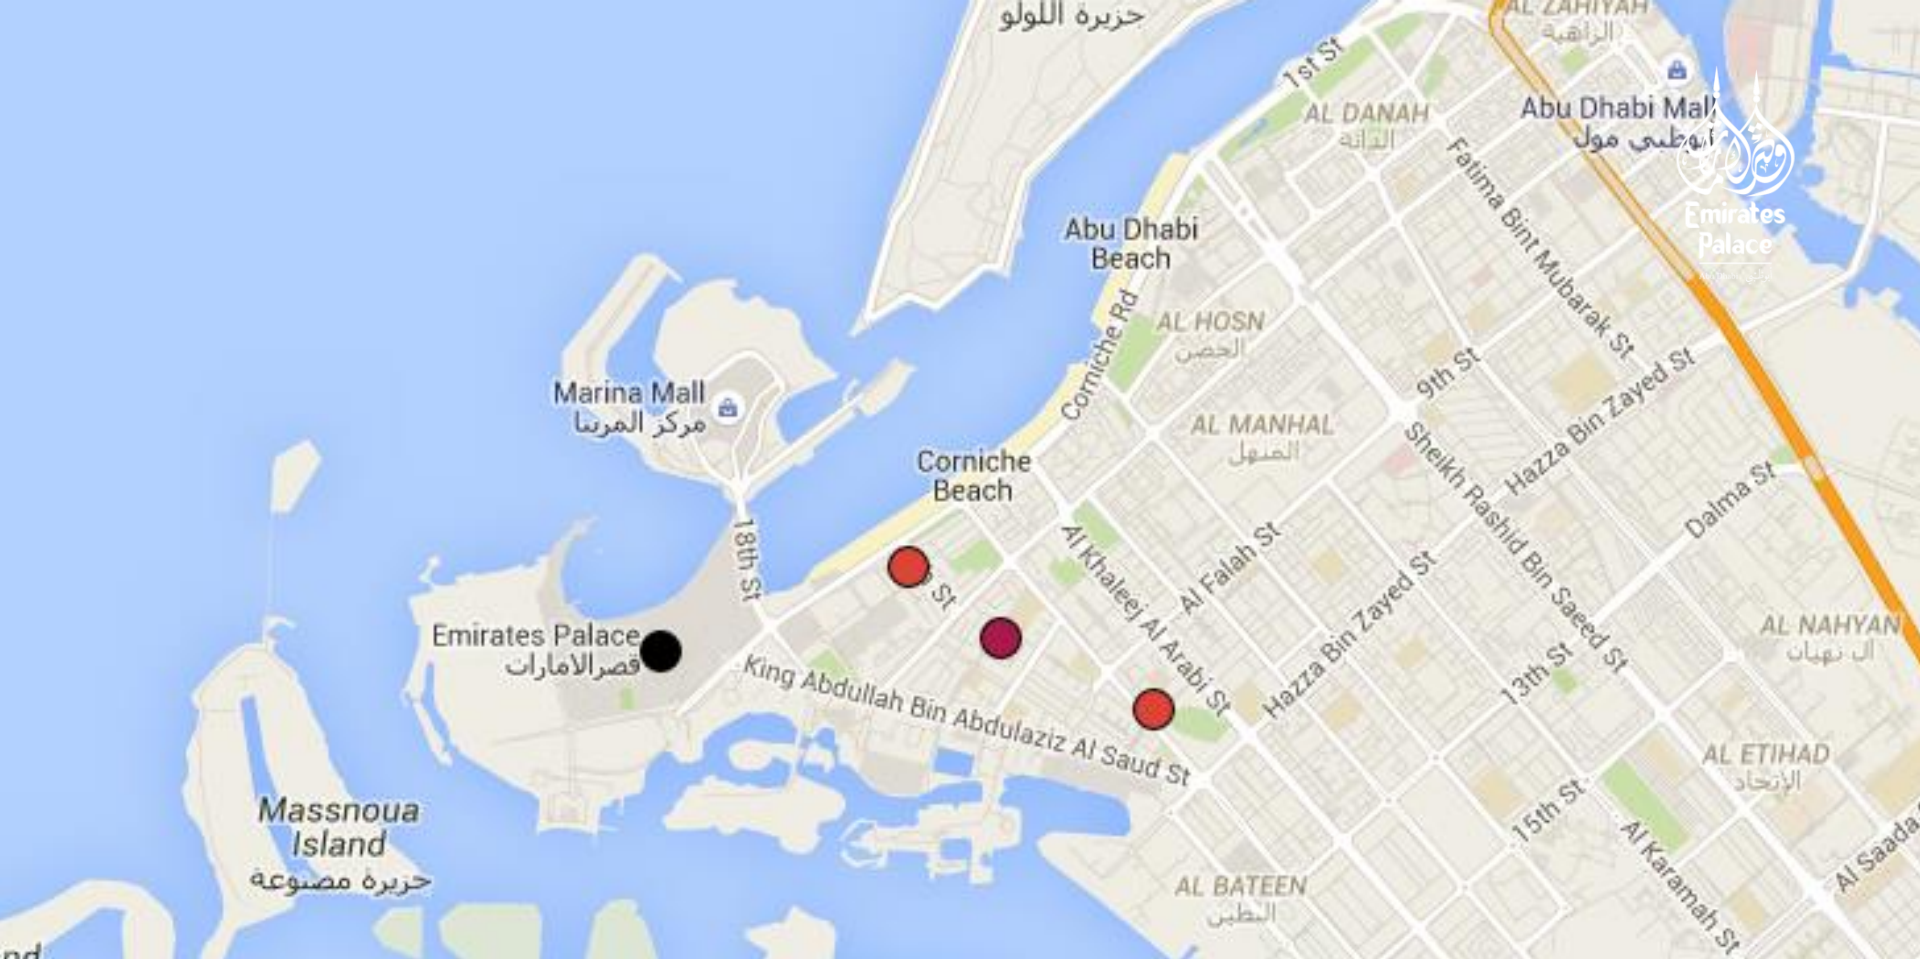 جزيرة اللولو
AL ZAHIYAH
الزاهية
1st St
AL DANAH
الدانة
Abu Dhabi Mall
أبوظبي مول
Emirates
Palace
Fatima Bint Mubarak St
Abu Dhabi
Beach
Corniche Rd
AL HOSN
الحصن
9th St
Hazza Bin Zayed St
Marina Mall
مركز المرينا
AL MANHAL
المنهل
Sheikh Rashid Bin Saeed St
Corniche
Beach
Dalma St
18th St
St
Al Khaleej Al Arabi St
Al Falah St
Hazza Bin Zayed St
Emirates Palace
قصرالامارات
King Abdullah Bin Abdulaziz Al Saud St
13th St
AL NAHYAN
آل نهيان
AL ETIHAD
الإتحاد
15th St
Al Karamah St
Al Saada
Massnoua
Island
جزيرة مصنوعة
AL BATEEN
البطين